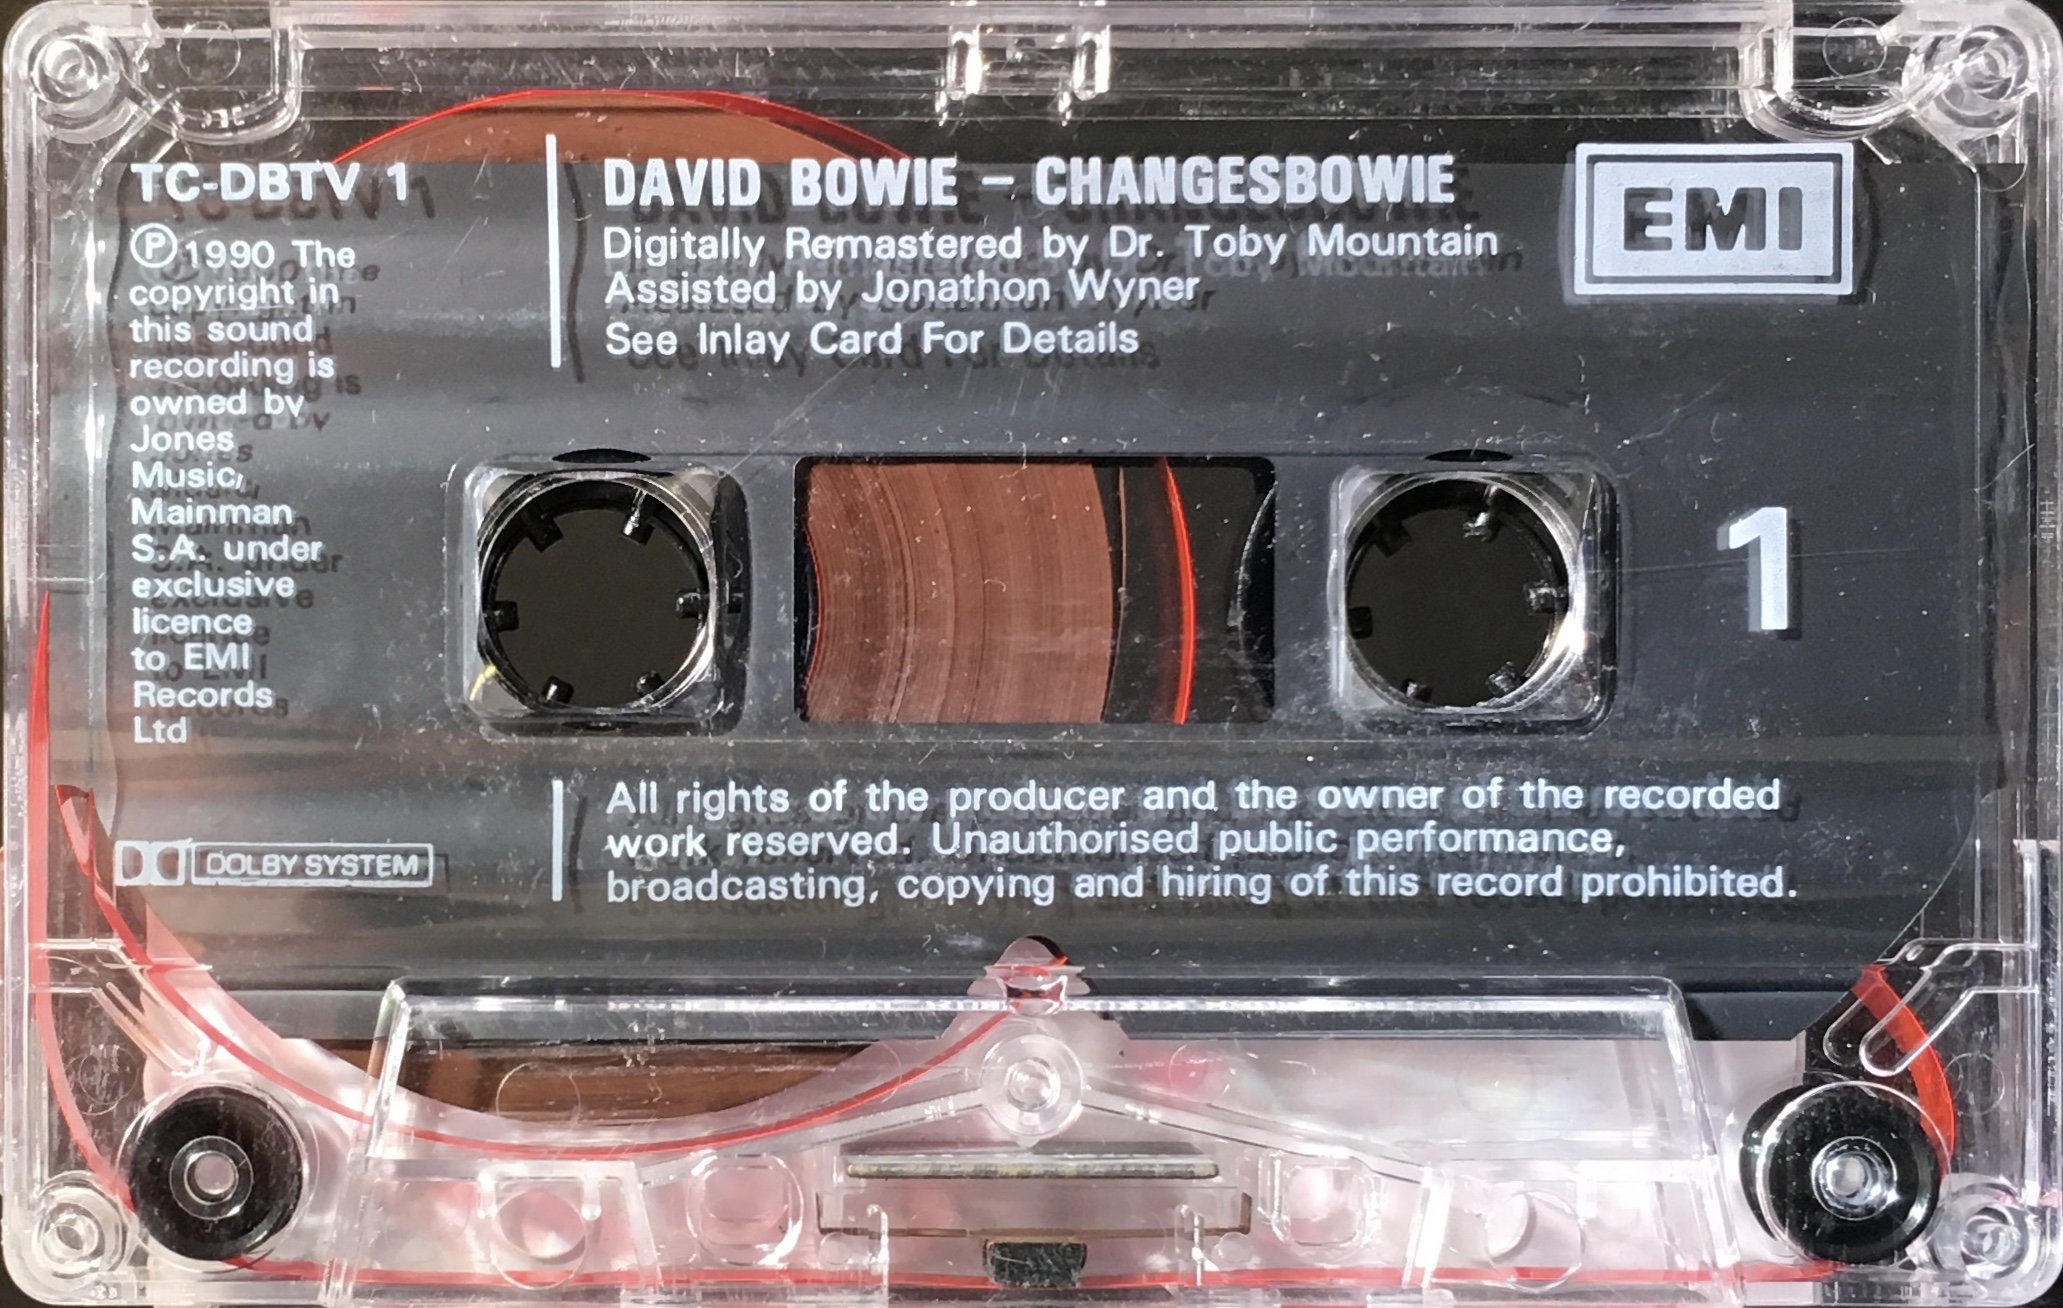 TC-DBTV 1
Ⓟ1990 The
copyright in
this sound
recording is
owned by
Jones
Music,
Mainman
S.A. under
exclusive
licence
to EMI
Records
Ltd
DOLBY SYSTEM
DAVID BOWIE – CHANGESBOWIE
Digitally Remastered by Dr. Toby Mountain
Assisted by Jonathon Wyner
See Inlay Card For Details
EMI
1
All rights of the producer and the owner of the recorded
work reserved. Unauthorised public performance,
broadcasting, copying and hiring of this record prohibited.